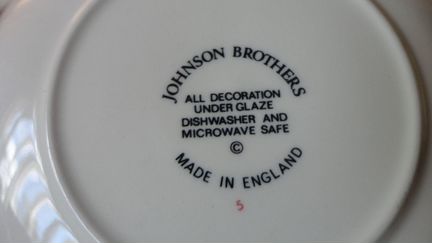 JOHNSON BROTHERS
ALL DECORATION
UNDER GLAZE
DISHWASHER AND
MICROWAVE SAFE
©
MADE IN ENGLAND
5